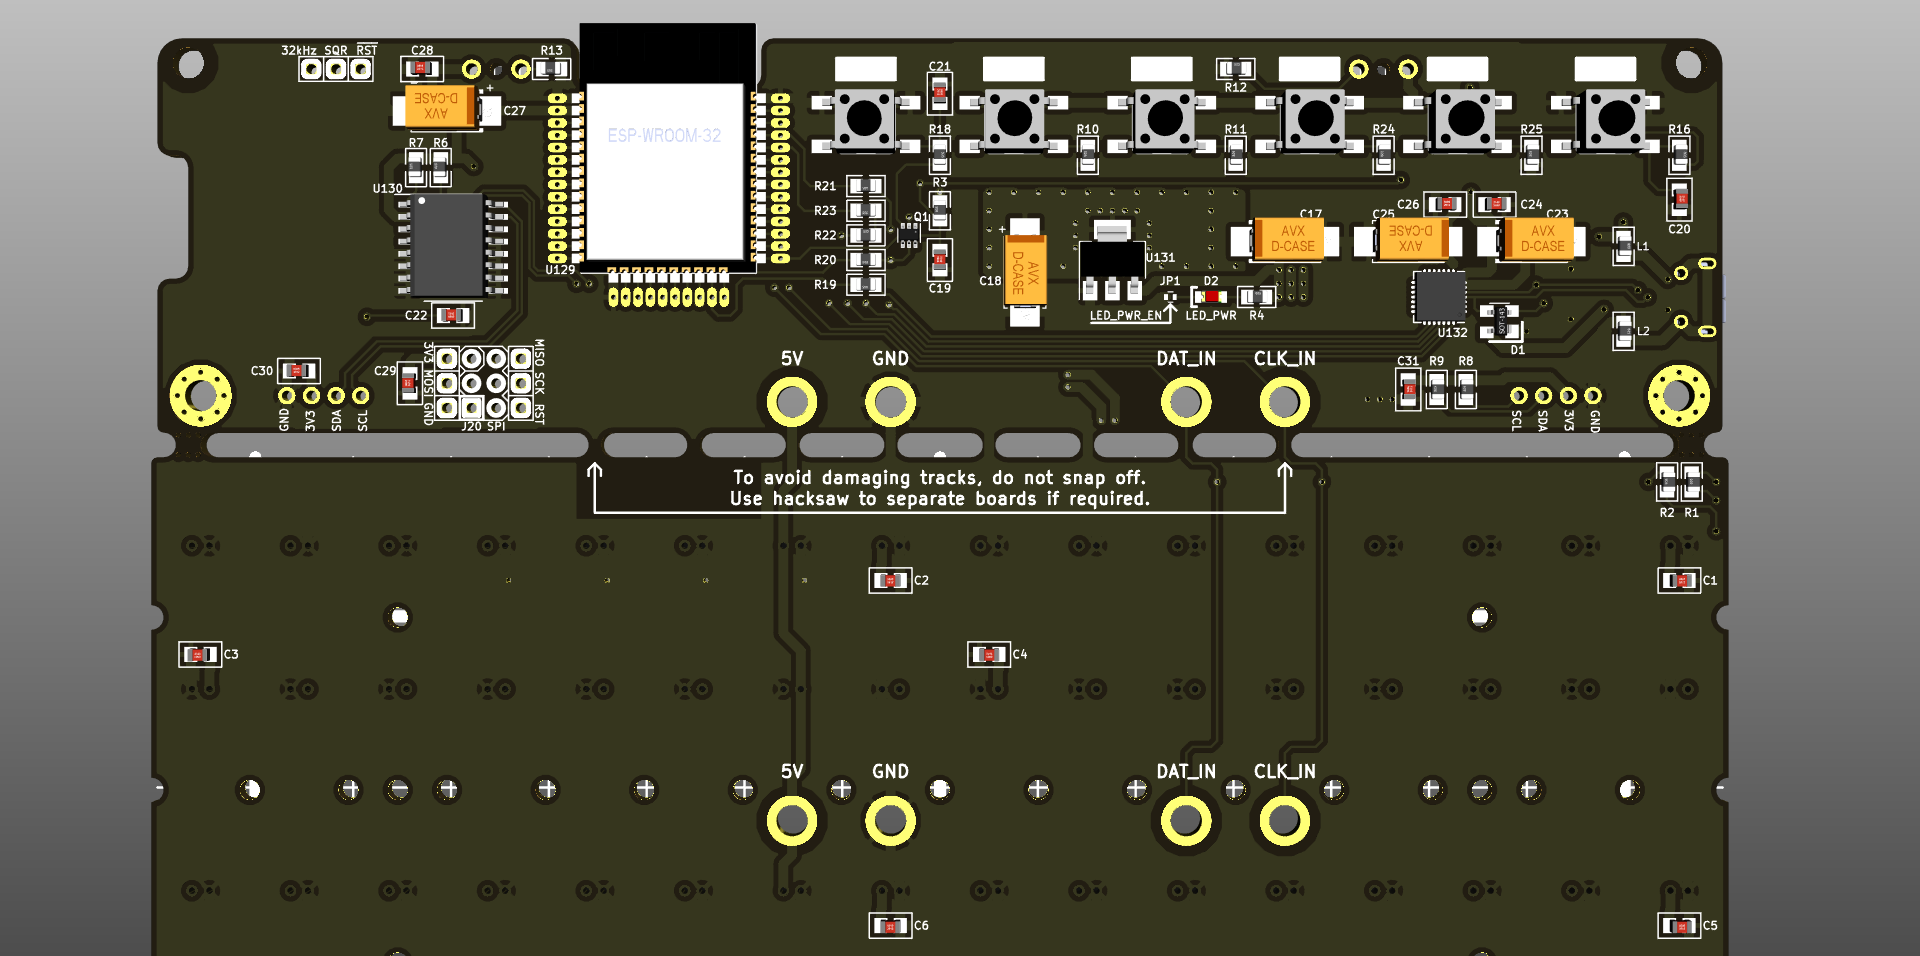 32kHz SQR RST
C28
R13
C27
AVX
D-CASE
R7 R6
U130
ESP-WROOM-32
U129
C22
C30
C29
GND
3V3
SDA
SCL
3V3 MOSI GND
MISO SCK RST
J20 SPI
C21
R18
R3
Q1
R21
R23
R22
R20
R19
C19
R12
R10
R11
R24
R25
R16
C20
C18
+
AVX
D-CASE
U131
JP1
D2
LED_PWR_EN
LED_PWR
R4
C17
AVX
D-CASE
C26
C25
AVX
D-CASE
C24
C23
AVX
D-CASE
L1
L2
U132
D1
SOT-143
C31 R9 R8
SCL
SDA
3V3
GND
5V
GND
DAT_IN
CLK_IN
To avoid damaging tracks, do not snap off.
Use hacksaw to separate boards if required.
R2 R1
C2
C1
C3
C4
5V
GND
DAT_IN
CLK_IN
C6
C5